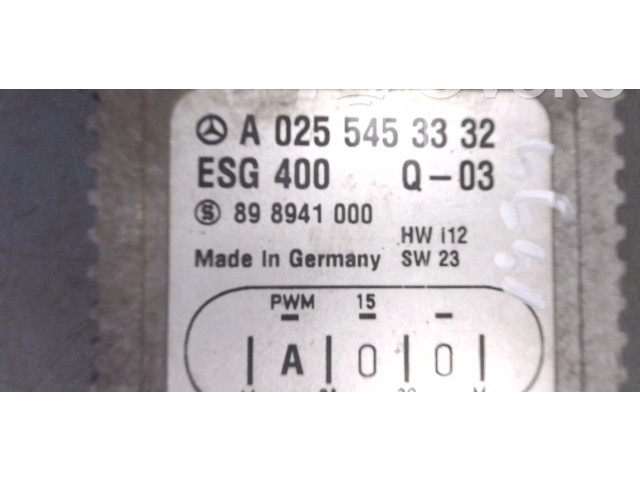 A 025 545 33 32
ESG 400 Q-03
S 89 8941 000
HW i12
Made In Germany SW 23
PWM 15
A 0 0